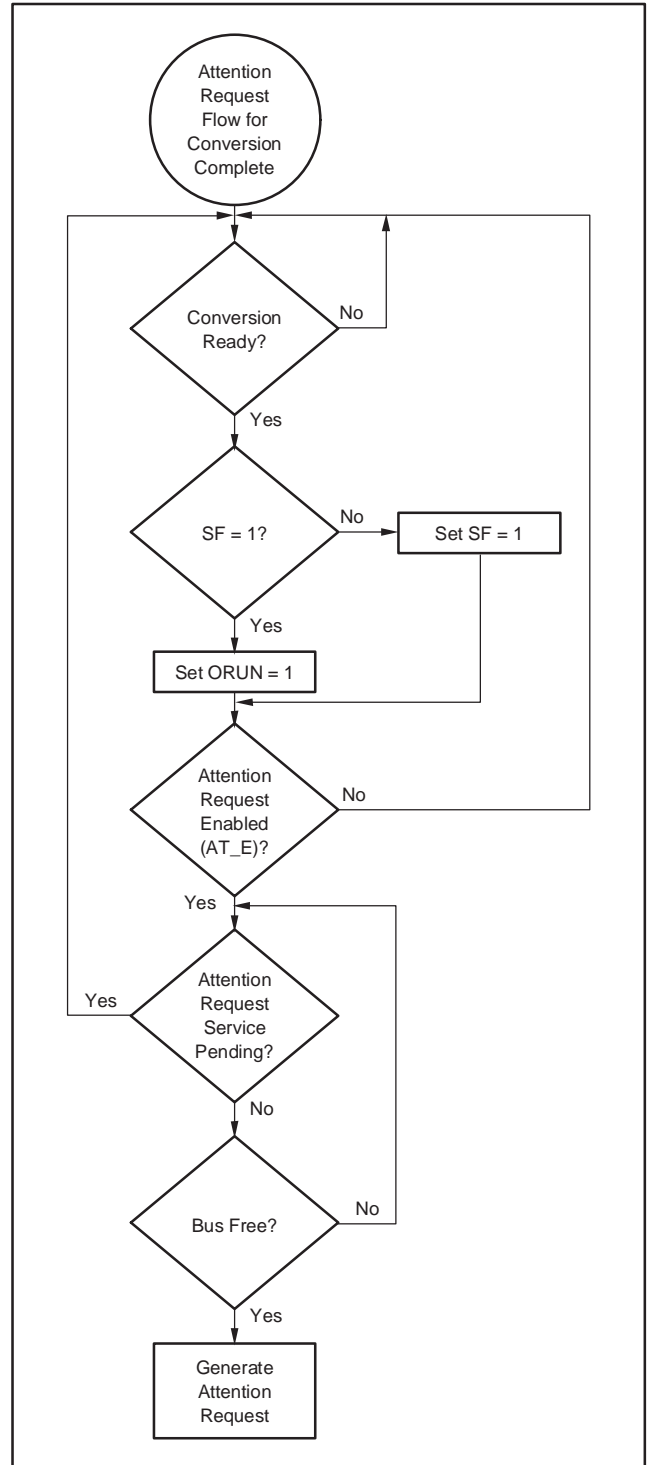 Attention
Request
Flow for
Conversion
Complete
Conversion
Ready?
No
Yes
SF = 1?
No
Set SF = 1
Yes
Set ORUN = 1
Attention
Request
Enabled
(AT_E)?
No
Yes
Attention
Request
Service
Pending?
Yes
No
Bus Free?
No
Yes
Generate
Attention
Request